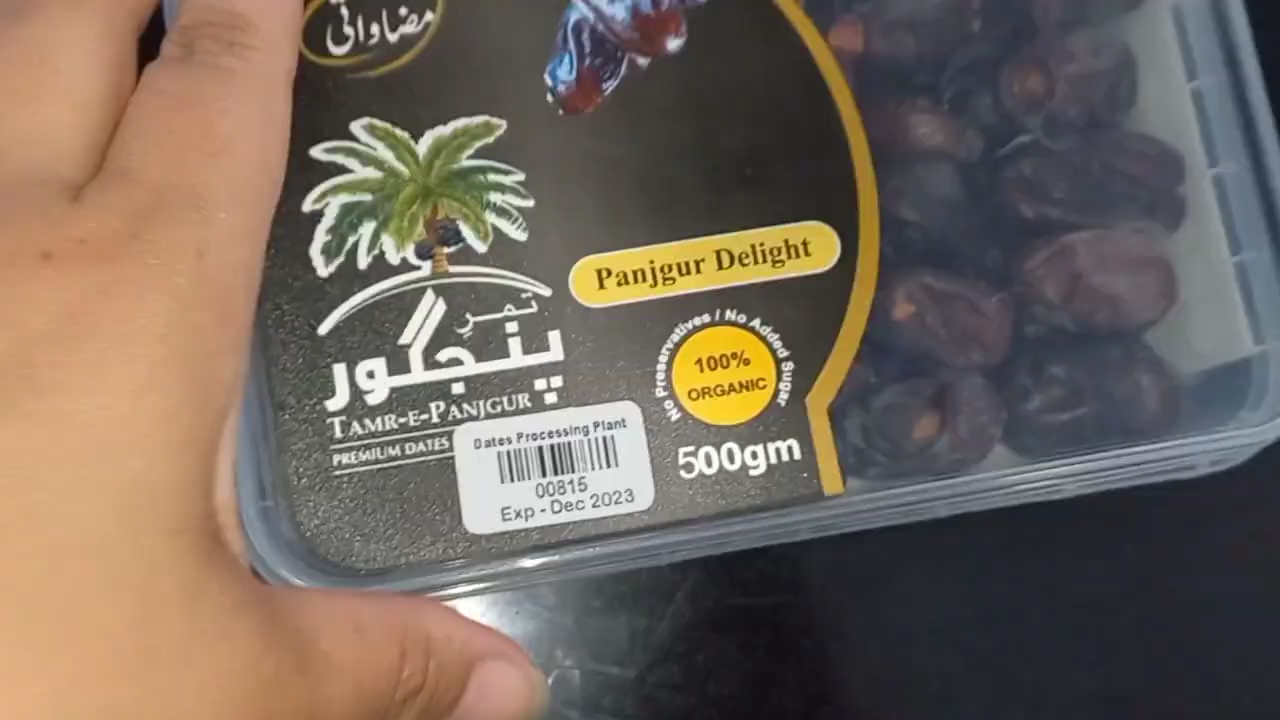 مضاواتی
Panjgur Delight
تمرِ
پنجگور
TAMR-E-PANJGUR
PREMIUM DATES
No Preservatives / No Added Sugar
100%
ORGANIC
500gm
Dates Processing Plant
00815
Exp - Dec 2023